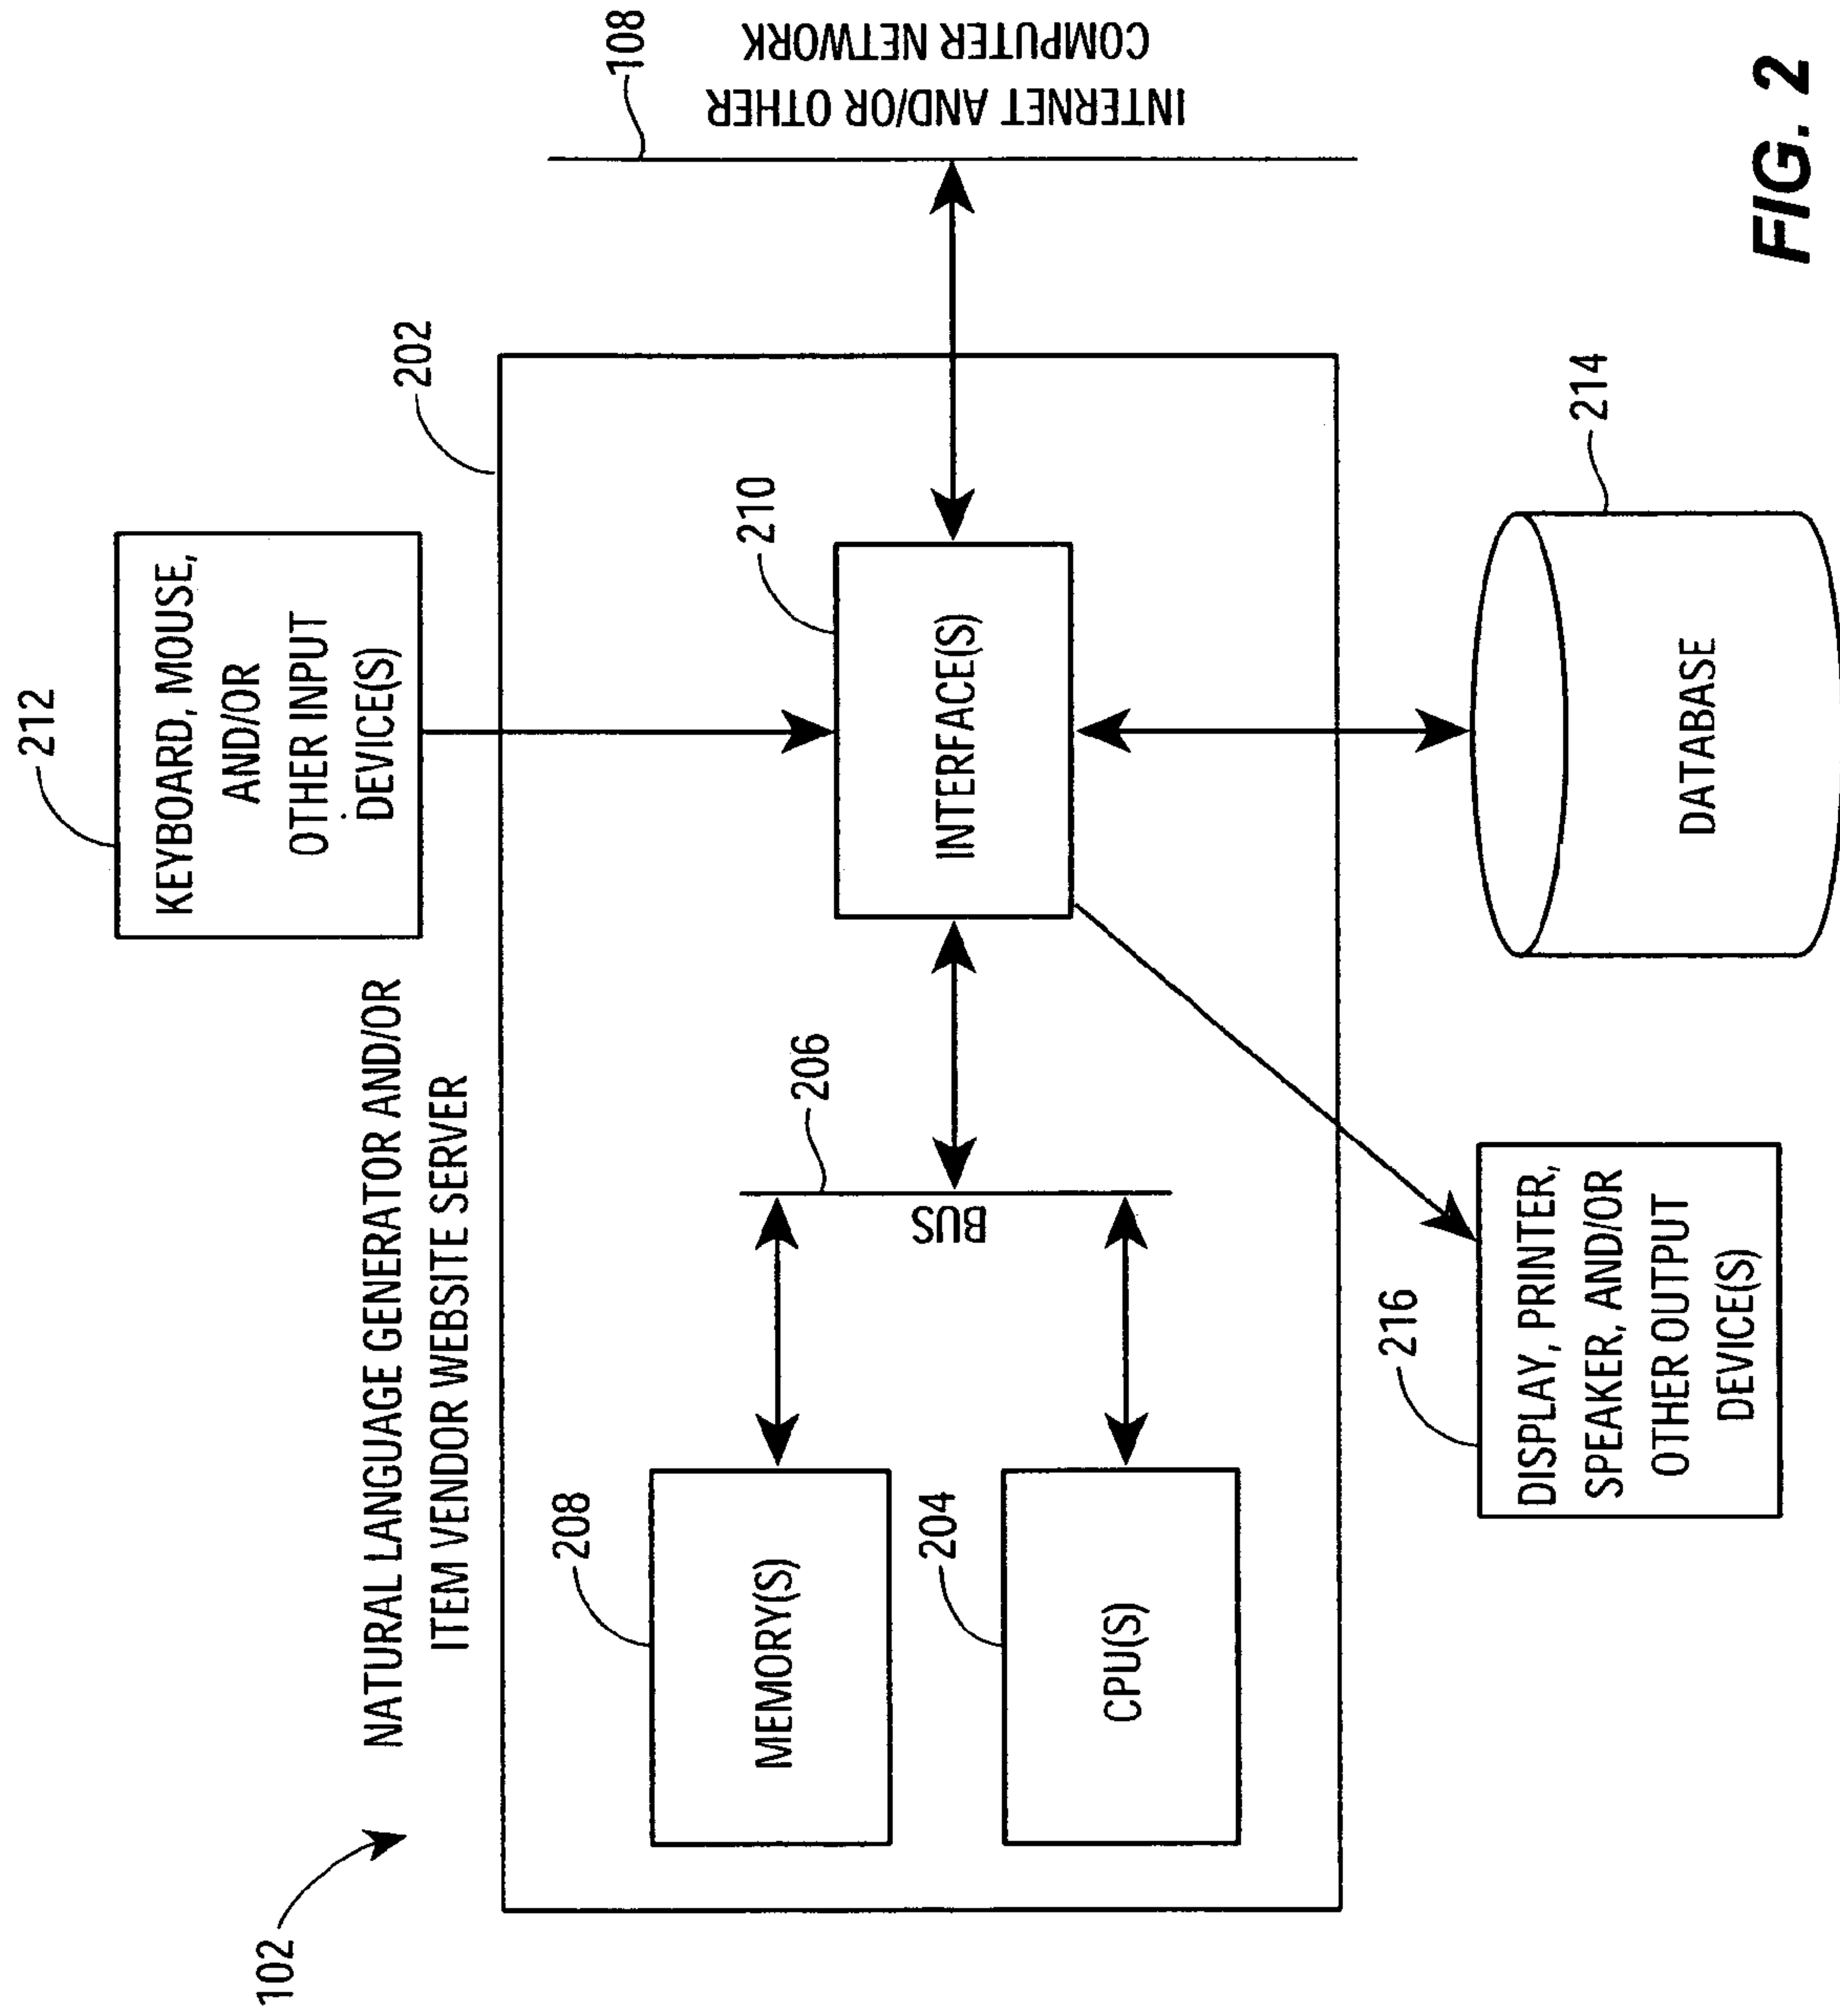 102
NATURAL LANGUAGE GENERATOR AND/OR
ITEM VENDOR WEBSITE SERVER
212
KEYBOARD, MOUSE,
AND/OR
OTHER INPUT
DEVICE(S)
202
208
MEMORY(S)
204
CPU(S)
206
BUS
210
INTERFACE(S)
108
INTERNET AND/OR OTHER
COMPUTER NETWORK
216
DISPLAY, PRINTER,
SPEAKER, AND/OR
OTHER OUTPUT
DEVICE(S)
214
DATABASE
FIG. 2